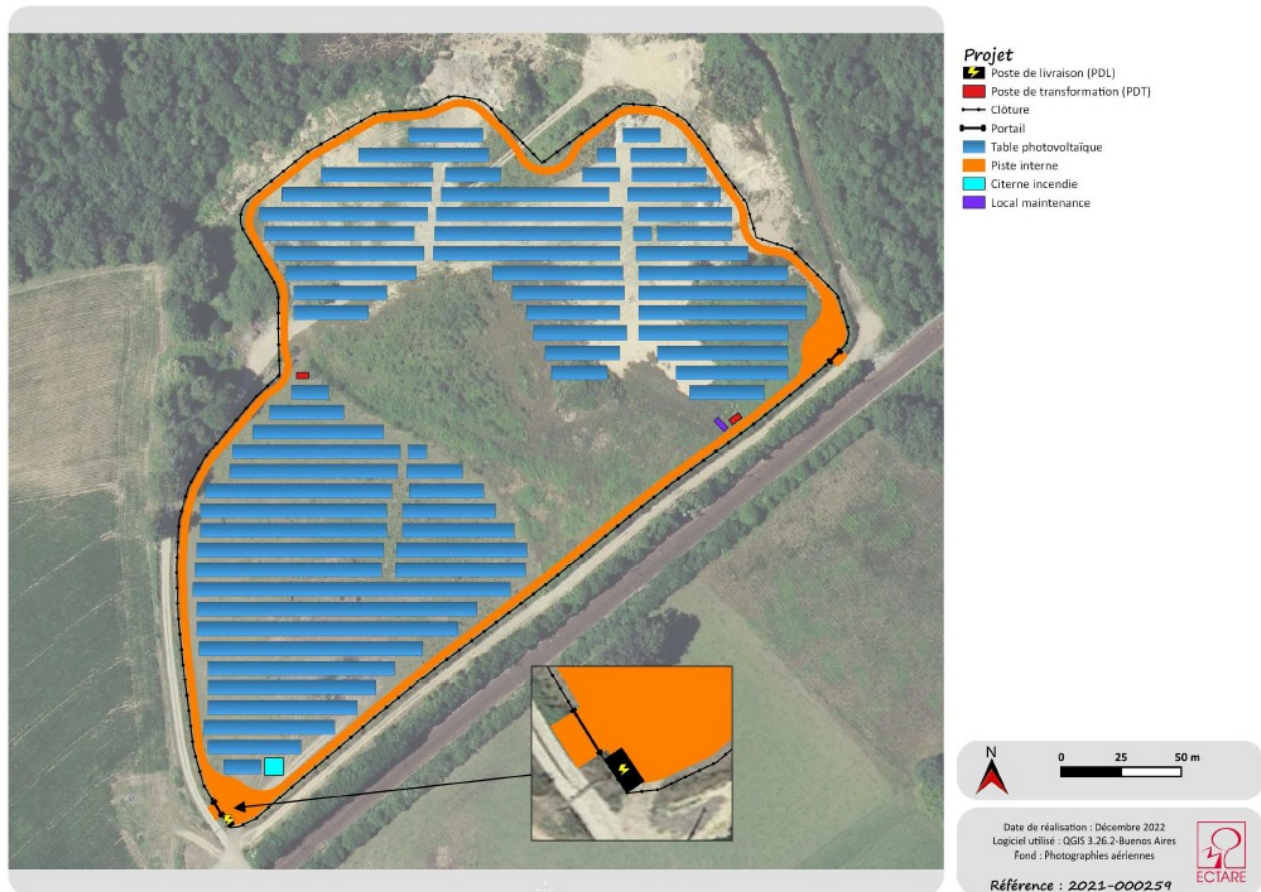 Projet
Poste de livraison (PDL)
Poste de transformation (PDT)
Clôture
Portail
Table photovoltaïque
Piste interne
Citerne incendie
Local maintenance
N
0 25 50 m
Date de réalisation : Décembre 2022
Logiciel utilisé : QGIS 3.26.2-Buenos Aires
Fond : Photographies aériennes
ECTARE
Référence : 2021-000259